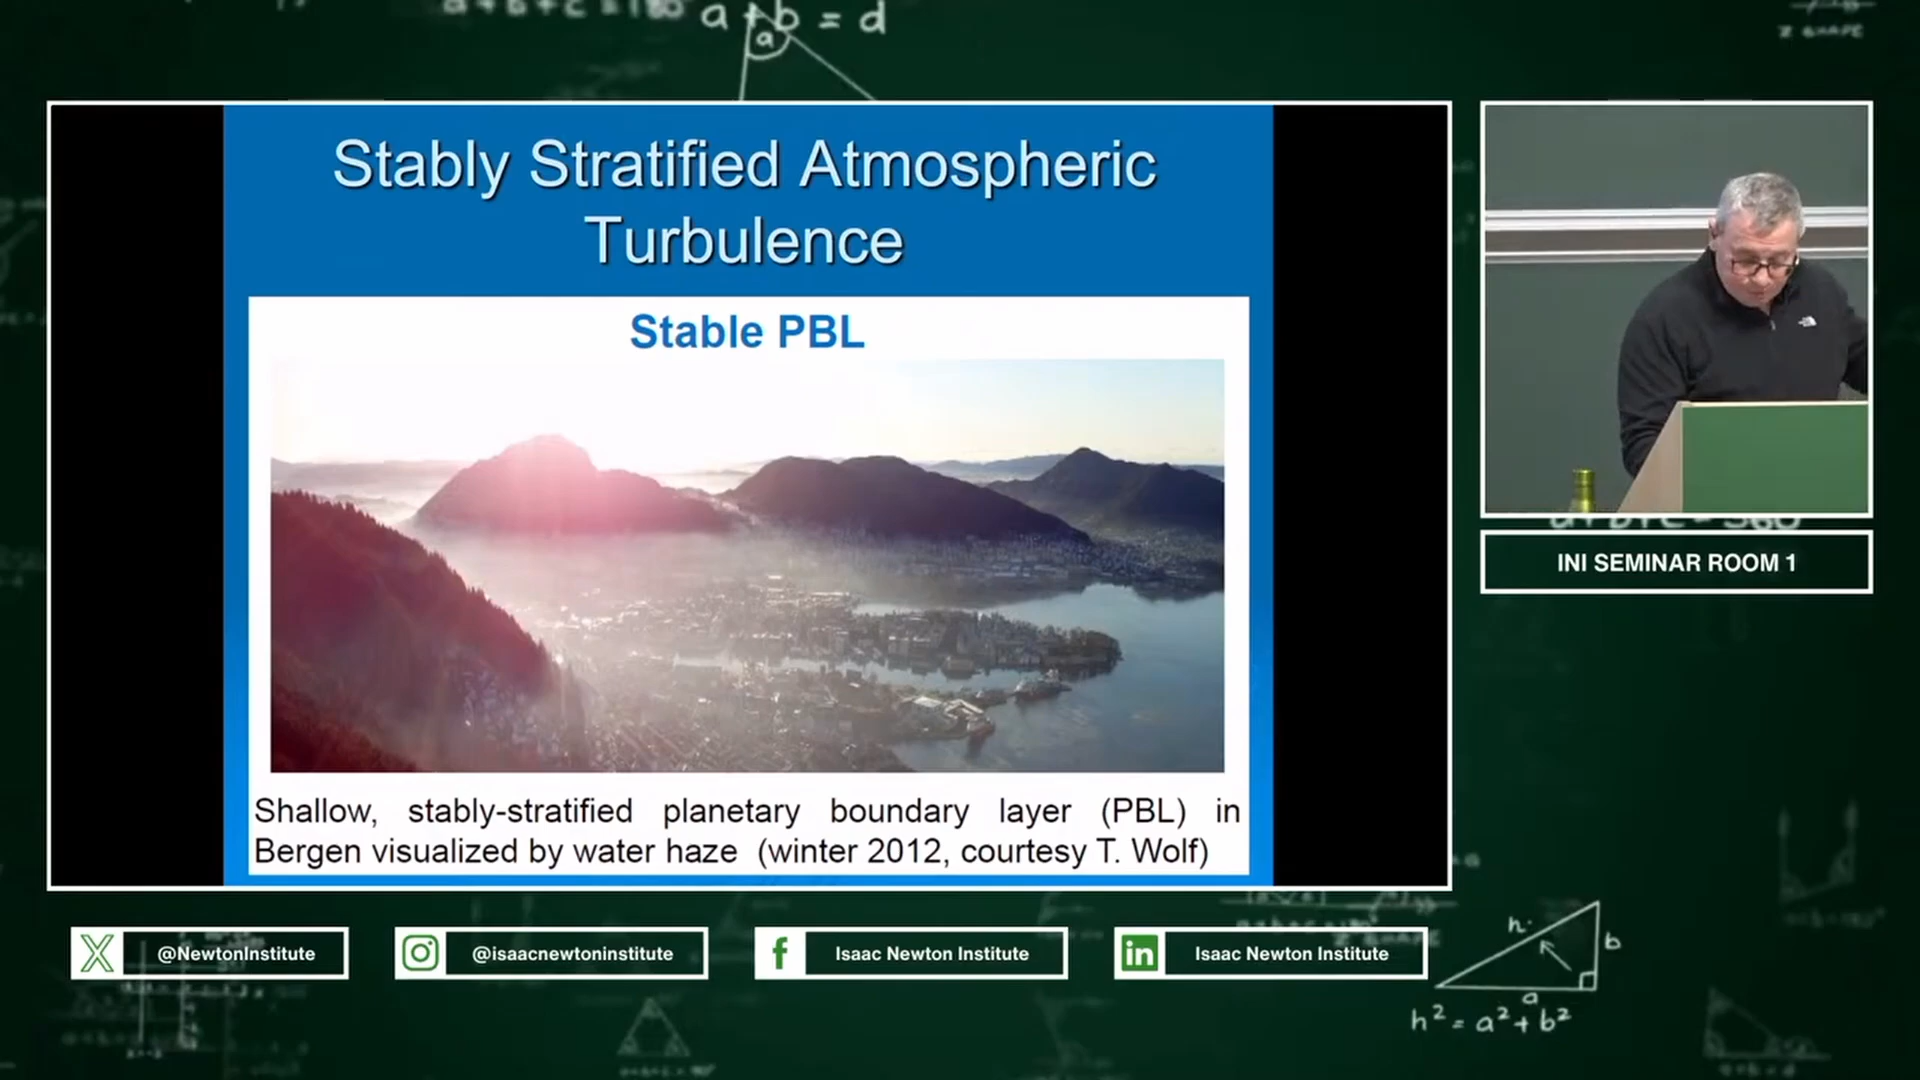 a+b = d
a
Z SHAPE
Stably Stratified Atmospheric
Turbulence
Stable PBL
Shallow, stably-stratified planetary boundary layer (PBL) in
Bergen visualized by water haze (winter 2012, courtesy T. Wolf)
INI SEMINAR ROOM 1
@NewtonInstitute
@isaacnewtoninstitute
f
Isaac Newton Institute
in
Isaac Newton Institute
h
b
a
h² = a² + b²